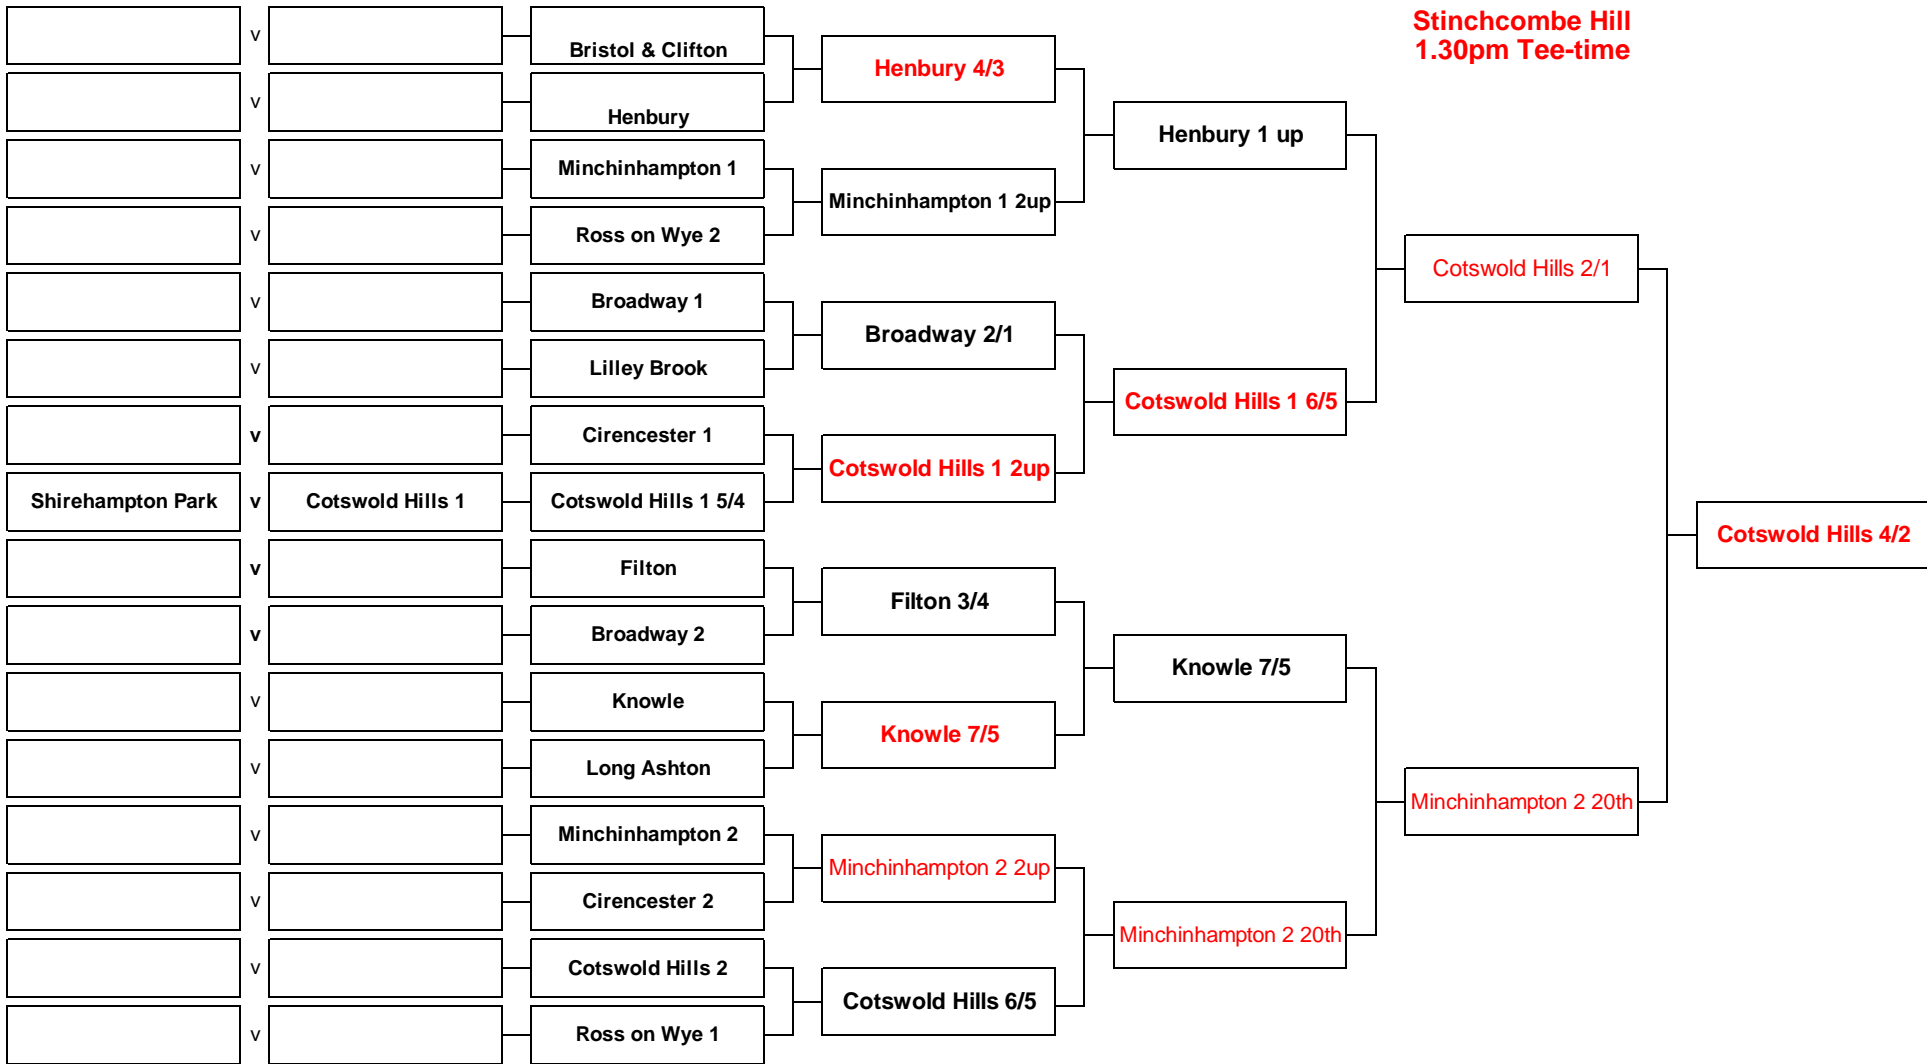 Stinchcombe Hill
1.30pm Tee-time
v
Bristol & Clifton
Henbury 4/3
v
Henbury
Henbury 1 up
v
Minchinhampton 1
Minchinhampton 1 2up
v
Ross on Wye 2
Cotswold Hills 2/1
v
Broadway 1
Broadway 2/1
v
Lilley Brook
Cotswold Hills 1 6/5
v
Cirencester 1
Cotswold Hills 1 2up
Shirehampton Park v Cotswold Hills 1 Cotswold Hills 1 5/4
Cotswold Hills 4/2
v
Filton
Filton 3/4
v
Broadway 2
Knowle 7/5
v
Knowle
Knowle 7/5
v
Long Ashton
Minchinhampton 2 20th
v
Minchinhampton 2
Minchinhampton 2 2up
v
Cirencester 2
Minchinhampton 2 20th
v
Cotswold Hills 2
Cotswold Hills 6/5
v
Ross on Wye 1